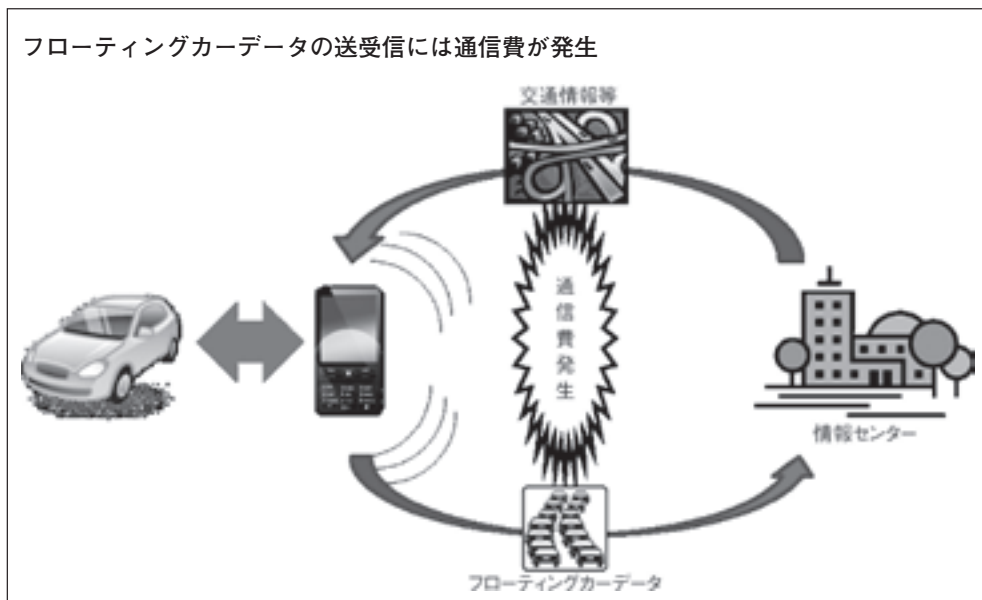 フローティングカーデータの送受信には通信費が発生
交通情報等
通信費発生
情報センター
フローティングカーデータ